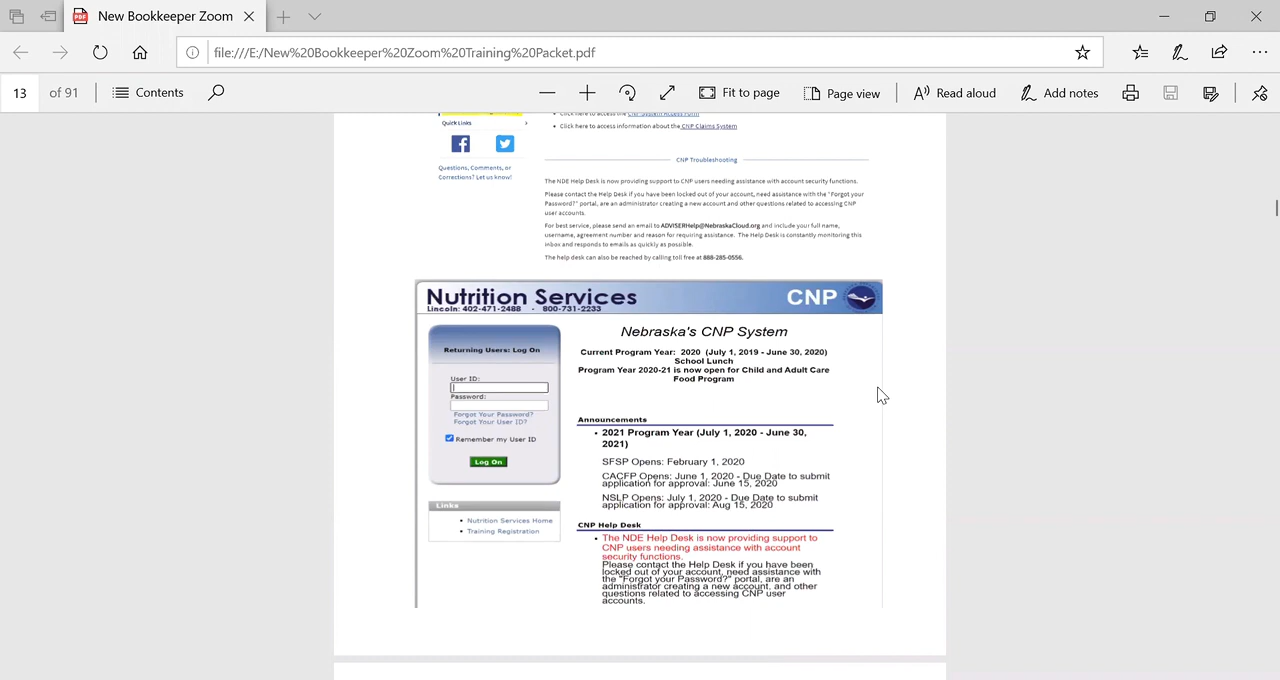 New Bookkeeper Zoom
file:///E:/New%20Bookkeeper%20Zoom%20Training%20Packet.pdf
13 of 91 Contents Fit to page Page view Read aloud Add notes
Quick Links
Questions, Comments, or
Corrections? Let us know!
• Click here to access the CNP System Access Form
• Click here to access information about the CNP Claims System
CNP Troubleshooting
The NDE Help Desk is now providing support to CNP users needing assistance with account security functions.
Please contact the Help Desk if you have been locked out of your account, need assistance with the "Forgot your
Password?" portal, are an administrator creating a new account and other questions related to accessing CNP
user accounts.
For best service, please send an email to ADVISERHelp@NebraskaCloud.org and include your full name,
username, agreement number and reason for requiring assistance. The Help Desk is constantly monitoring this
inbox and responds to emails as quickly as possible.
The help desk can also be reached by calling toll free at 888-285-0556.
Nutrition Services CNP
Lincoln: 402-471-2488 - 800-731-2233
Returning Users: Log On
User ID:
Password:
Forgot Your Password?
Forgot Your User ID?
Remember my User ID
Log On
Links
• Nutrition Services Home
• Training Registration
Nebraska's CNP System
Current Program Year: 2020 (July 1, 2019 - June 30, 2020)
School Lunch
Program Year 2020-21 is now open for Child and Adult Care
Food Program
Announcements
• 2021 Program Year (July 1, 2020 - June 30,
2021)
SFSP Opens: February 1, 2020
CACFP Opens: June 1, 2020 - Due Date to submit
application for approval: June 15, 2020
NSLP Opens: July 1, 2020 - Due Date to submit
application for approval: Aug 15, 2020
CNP Help Desk
• The NDE Help Desk is now providing support to
CNP users needing assistance with account
security functions.
Please contact the Help Desk if you have been
locked out of your account, need assistance with
the "Forgot your Password?" portal, are an
administrator creating a new account, and other
questions related to accessing CNP user
accounts.